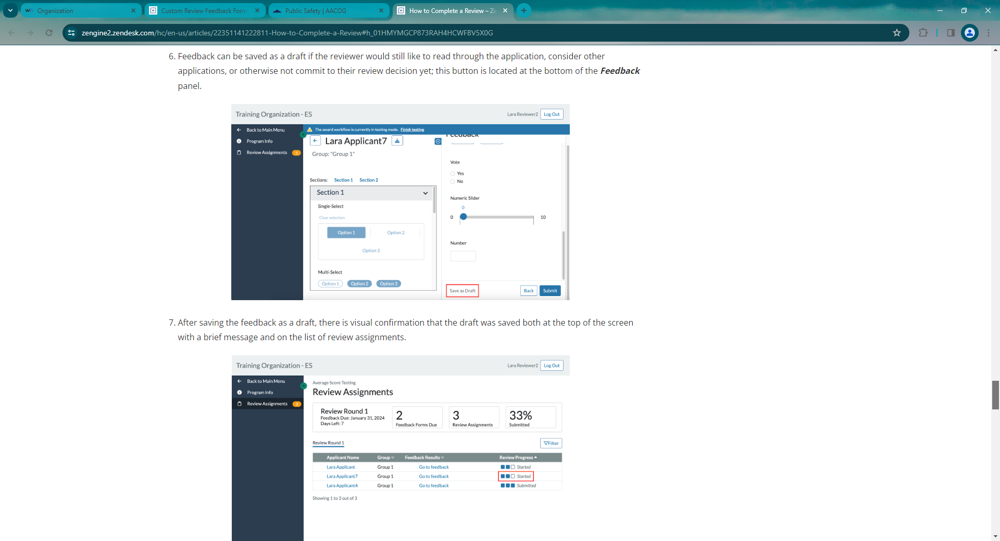 Organization
Custom Review Feedback Form
Public Safety | AACOG
How to Complete a Review – Ze
zengine2.zendesk.com/hc/en-us/articles/22351141222811-How-to-Complete-a-Review#h_01HMYMGCP873RAH4HCWFBV5X0G
6. Feedback can be saved as a draft if the reviewer would still like to read through the application, consider other
applications, or otherwise not commit to their review decision yet; this button is located at the bottom of the Feedback
panel.
Training Organization - ES
Lara Reviewer2 Log Out
Back to Main Menu
Program Info
Review Assignments 3
The award workflow is currently in testing mode. Finish testing
Lara Applicant7
Group: "Group 1"
Sections: Section 1 Section 2
Section 1
Single-Select
Clear selection
Option 1 Option 2
Option 3
Multi-Select
Option 1 Option 2 Option 3
Feedback
Vote
Yes
No
Numeric Slider
0
0 10
Number
Save as Draft Back Submit
7. After saving the feedback as a draft, there is visual confirmation that the draft was saved both at the top of the screen
with a brief message and on the list of review assignments.
Training Organization - ES
Lara Reviewer2 Log Out
Back to Main Menu
Program Info
Review Assignments 3
Average Score Testing
Review Assignments
Review Round 1
Feedback Due: January 31, 2024
Days Left: 7
2
Feedback Forms Due
3
Review Assignments
33%
Submitted
Review Round 1
Filter
Applicant Name Group Feedback Results Review Progress
Lara Applicant Group 1 Go to feedback Started
Lara Applicant7 Group 1 Go to feedback Started
Lara Applicant4 Group 1 Go to feedback Submitted
Showing 1 to 3 out of 3